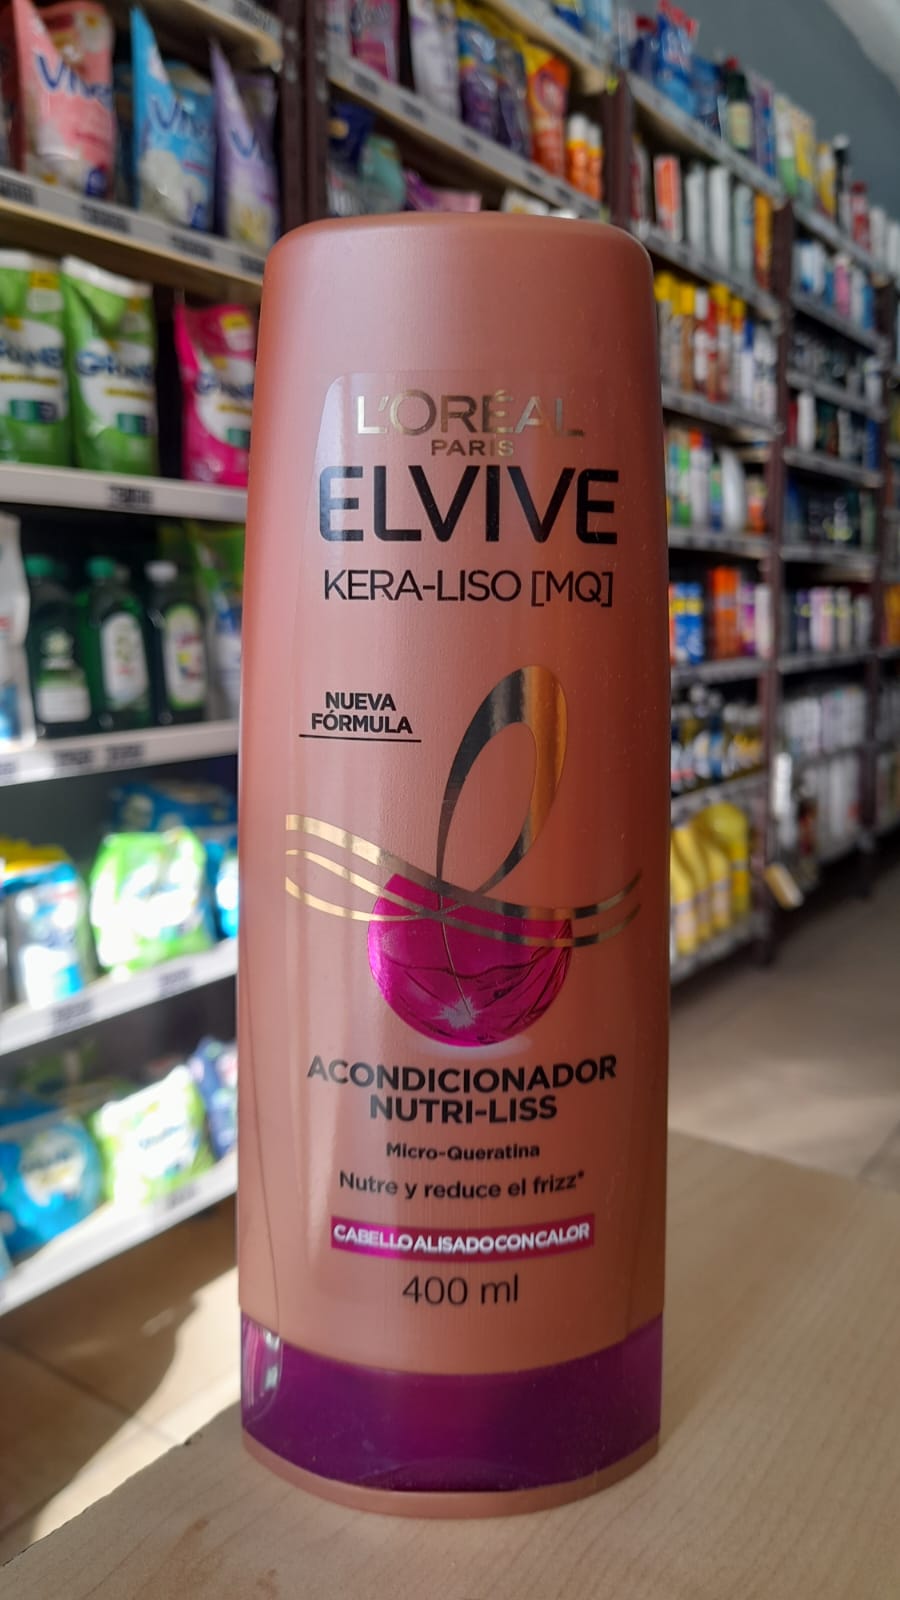 L'ORÉAL
PARIS
ELVIVE
KERA-LISO [MQ]
NUEVA
FÓRMULA
ACONDICIONADOR
NUTRI-LISS
Micro-Queratina
Nutre y reduce el frizz*
CABELLO ALISADO CON CALOR
400 ml